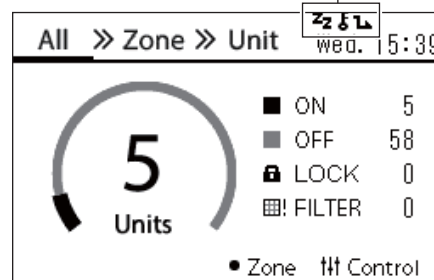 All » Zone » Unit
Wed. 15:39
5
Units
ON 5
OFF 58
LOCK 0
! FILTER 0
Zone Control